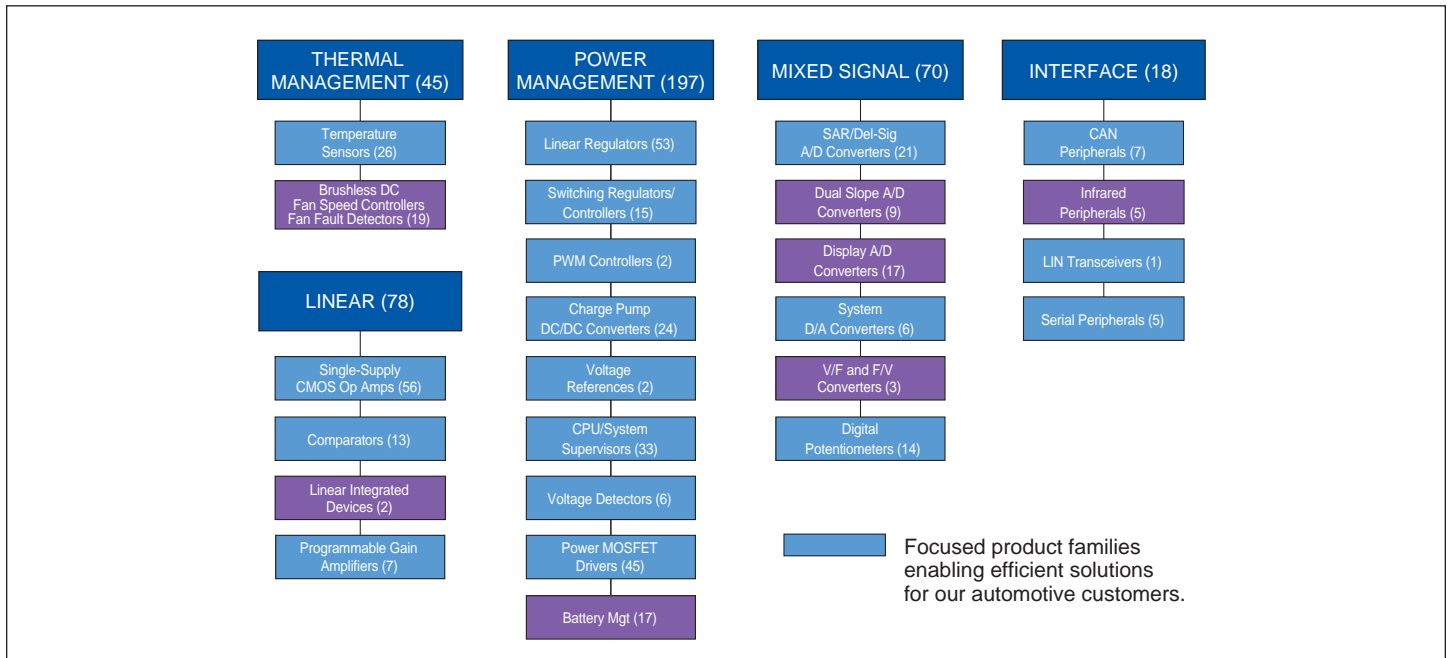 THERMAL
MANAGEMENT (45)
Temperature
Sensors (26)
Brushless DC
Fan Speed Controllers
Fan Fault Detectors (19)
LINEAR (78)
Single-Supply
CMOS Op Amps (56)
Comparators (13)
Linear Integrated
Devices (2)
Programmable Gain
Amplifiers (7)
POWER
MANAGEMENT (197)
Linear Regulators (53)
Switching Regulators/
Controllers (15)
PWM Controllers (2)
Charge Pump
DC/DC Converters (24)
Voltage
References (2)
CPU/System
Supervisors (33)
Voltage Detectors (6)
Power MOSFET
Drivers (45)
Battery Mgt (17)
MIXED SIGNAL (70)
SAR/Del-Sig
A/D Converters (21)
Dual Slope A/D
Converters (9)
Display A/D
Converters (17)
System
D/A Converters (6)
V/F and F/V
Converters (3)
Digital
Potentiometers (14)
INTERFACE (18)
CAN
Peripherals (7)
Infrared
Peripherals (5)
LIN Transceivers (1)
Serial Peripherals (5)
Focused product families
enabling efficient solutions
for our automotive customers.